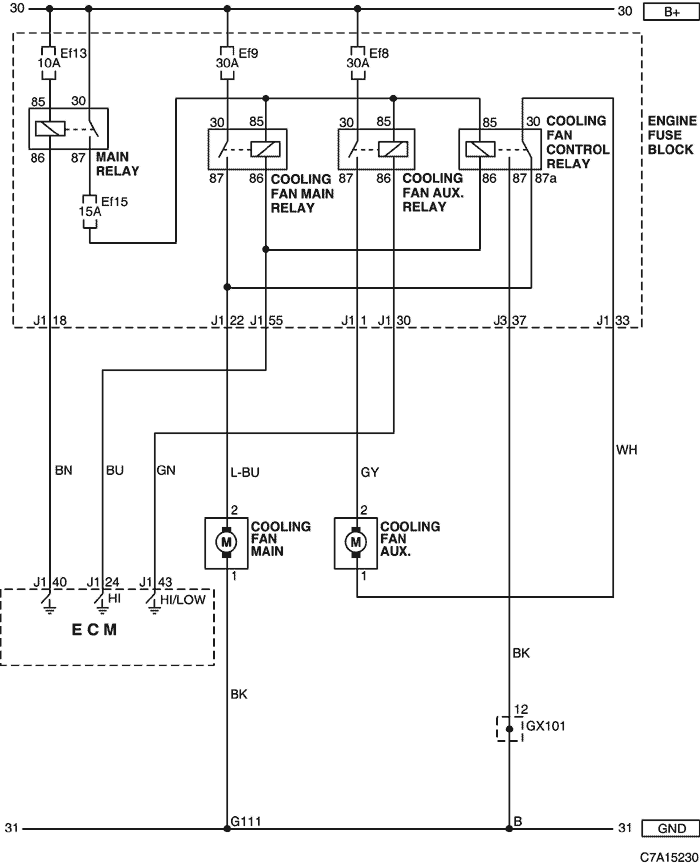 30
30 B+
Ef13
10A
Ef9
30A
Ef8
30A
85 30
86 87
MAIN
RELAY
Ef15
15A
30 85
87 86
COOLING
FAN MAIN
RELAY
30 85
87 86
COOLING
FAN AUX.
RELAY
85 30
86 87 87a
COOLING
FAN
CONTROL
RELAY
ENGINE
FUSE
BLOCK
J1 18 J1 22 J1 55 J1 1 J1 30 J3 37 J1 33
WH
BN BU GN L-BU GY
2
COOLING
FAN
MAIN
M
1
2
COOLING
FAN
AUX.
M
1
J1 40 J1 24 J1 43
HI HI/LOW
ECM
BK
BK
12
GX101
G111
B
31
31 GND
C7A15230